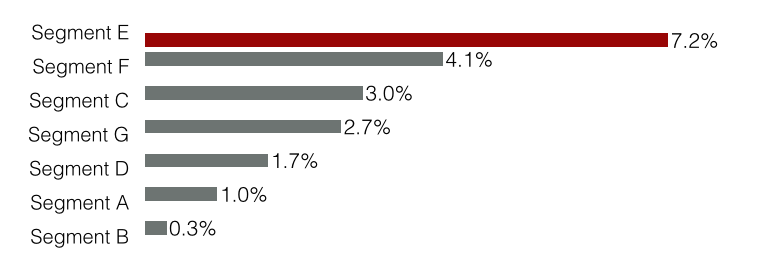 Segment E 7.2%
Segment F 4.1%
Segment C 3.0%
Segment G 2.7%
Segment D 1.7%
Segment A 1.0%
Segment B 0.3%